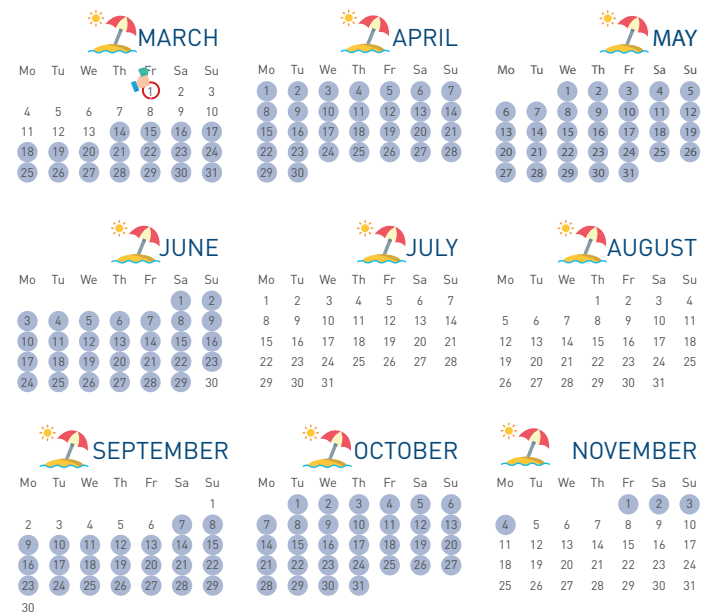 MARCH
Mo Tu We Th Fr Sa Su
1 2 3
4 5 6 7 8 9 10
11 12 13 14 15 16 17
18 19 20 21 22 23 24
25 26 27 28 29 30 31
APRIL
Mo Tu We Th Fr Sa Su
1 2 3 4 5 6 7
8 9 10 11 12 13 14
15 16 17 18 19 20 21
22 23 24 25 26 27 28
29 30
MAY
Mo Tu We Th Fr Sa Su
1 2 3 4 5
6 7 8 9 10 11 12
13 14 15 16 17 18 19
20 21 22 23 24 25 26
27 28 29 30 31
JUNE
Mo Tu We Th Fr Sa Su
1 2
3 4 5 6 7 8 9
10 11 12 13 14 15 16
17 18 19 20 21 22 23
24 25 26 27 28 29 30
JULY
Mo Tu We Th Fr Sa Su
1 2 3 4 5 6 7
8 9 10 11 12 13 14
15 16 17 18 19 20 21
22 23 24 25 26 27 28
29 30 31
AUGUST
Mo Tu We Th Fr Sa Su
1 2 3 4
5 6 7 8 9 10 11
12 13 14 15 16 17 18
19 20 21 22 23 24 25
26 27 28 29 30 31
SEPTEMBER
Mo Tu We Th Fr Sa Su
1
2 3 4 5 6 7 8
9 10 11 12 13 14 15
16 17 18 19 20 21 22
23 24 25 26 27 28 29
30
OCTOBER
Mo Tu We Th Fr Sa Su
1 2 3 4 5 6
7 8 9 10 11 12 13
14 15 16 17 18 19 20
21 22 23 24 25 26 27
28 29 30 31
NOVEMBER
Mo Tu We Th Fr Sa Su
1 2 3
4 5 6 7 8 9 10
11 12 13 14 15 16 17
18 19 20 21 22 23 24
25 26 27 28 29 30 31